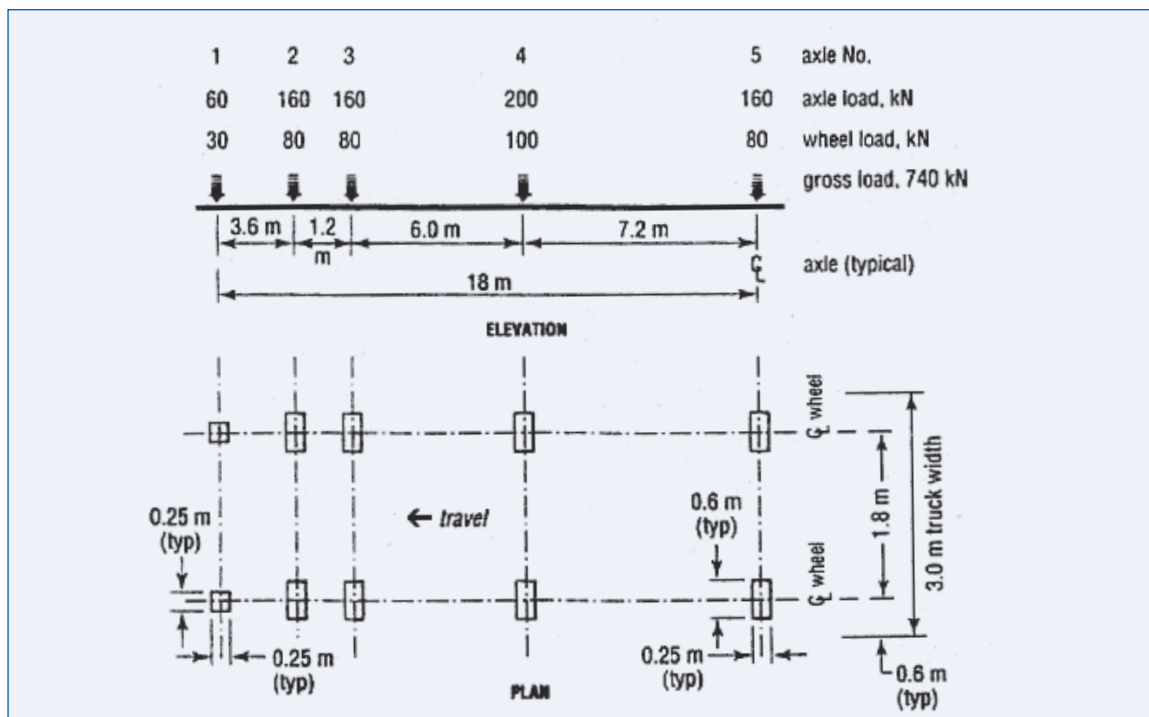 1 2 3 4 5 axle No.
60 160 160 200 160 axle load, kN
30 80 80 100 80 wheel load, kN
gross load, 740 kN
3.6 m 1.2 m 6.0 m 7.2 m
℄ axle (typical)
18 m
ELEVATION
℄ wheel
0.25 m (typ)
← travel
0.6 m (typ)
1.8 m
3.0 m truck width
℄ wheel
0.25 m (typ)
0.25 m (typ)
0.6 m (typ)
PLAN